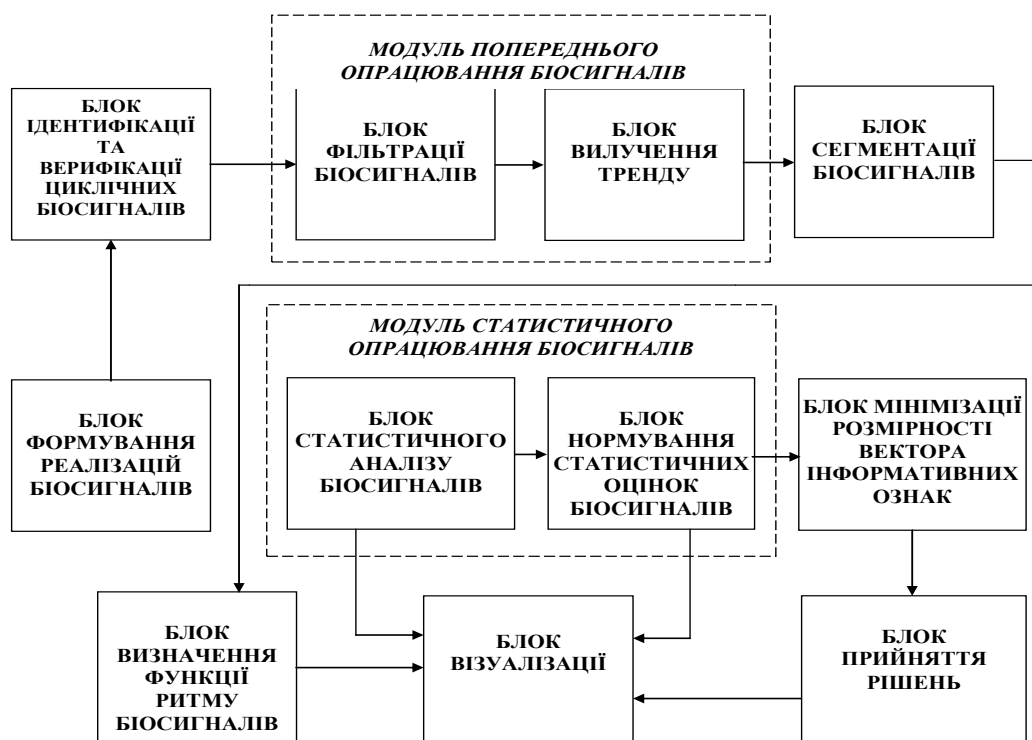 МОДУЛЬ ПОПЕРЕДНЬОГО
ОПРАЦЮВАННЯ БІОСИГНАЛІВ
БЛОК
ІДЕНТИФІКАЦІЇ
ТА
ВЕРИФІКАЦІЇ
ЦИКЛІЧНИХ
БІОСИГНАЛІВ
БЛОК
ФІЛЬТРАЦІЇ
БІОСИГНАЛІВ
БЛОК
ВИЛУЧЕННЯ
ТРЕНДУ
БЛОК
СЕГМЕНТАЦІЇ
БІОСИГНАЛІВ
МОДУЛЬ СТАТИСТИЧНОГО
ОПРАЦЮВАННЯ БІОСИГНАЛІВ
БЛОК
ФОРМУВАННЯ
РЕАЛІЗАЦІЙ
БІОСИГНАЛІВ
БЛОК
СТАТИСТИЧНОГО
АНАЛІЗУ
БІОСИГНАЛІВ
БЛОК
НОРМУВАННЯ
СТАТИСТИЧНИХ
ОЦІНОК
БІОСИГНАЛІВ
БЛОК МІНІМІЗАЦІЇ
РОЗМІРНОСТІ
ВЕКТОРА
ІНФОРМАТИВНИХ
ОЗНАК
БЛОК
ВИЗНАЧЕННЯ
ФУНКЦІЇ
РИТМУ
БІОСИГНАЛІВ
БЛОК
ВІЗУАЛІЗАЦІЇ
БЛОК
ПРИЙНЯТТЯ
РІШЕНЬ